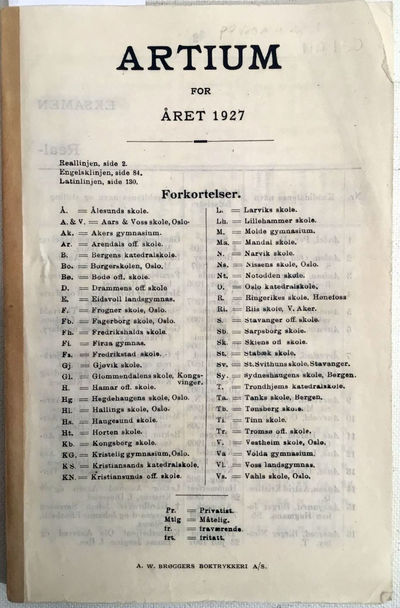 ARTIUM
FOR
ÅRET 1927
Reallinjen, side 2.
Engelsklinjen, side 84.
Latinlinjen, side 130.
Forkortelser.
Å. = Ålesunds skole.
A. & V. = Aars & Voss skole, Oslo.
Ak. = Akers gymnasium.
Ar. = Arendals off. skole.
B. = Bergens katedralskole.
Bo. = Borgerskolen, Oslo.
Bø. = Bodø off. skole.
D. = Drammens off. skole
E. = Eidsvoll landsgymnas.
F. = Frogner skole, Oslo.
Fb. = Fagerborg skole, Oslo.
Fh. = Fredrikshalds skole.
Fi. = Firda gymnas.
Fs. = Fredrikstad skole.
Gj. = Gjøvik skole.
Gl. = Glommendalens skole, Kongs-
vinger.
H. = Hamar off. skole.
Hg = Hegdehaugens skole, Oslo.
Hl. = Hallings skole, Oslo.
Hs. = Haugesund skole.
Ht. = Horten skole.
Kb. = Kongsberg skole.
KG. = Kristelig gymnasium, Oslo.
KS. = Kristiansands katedralskole.
KN. = Kristiansunds off. skole.
L. = Larviks skole.
Lh. = Lillehammer skole.
M. = Molde gymnasium.
Ma. = Mandal skole.
N. = Narvik skole.
Ns. = Nissens skole, Oslo.
Nt. = Notodden skole.
O. = Oslo katedralskole.
R. = Ringerikes skole, Hønefoss
Ri. = Riis skole, V. Aker.
S. = Stavanger off. skole.
Sb. = Sarpsborg skole.
Sk. = Skiens off. skole.
St. = Stabæk skole.
Sv. = St. Svithuns skole, Stavanger.
Sy. = Sydneshaugens skole, Bergen.
T. = Trondhjems katedralskole.
Ta. = Tanks skole, Bergen.
Tb. = Tønsberg skole.
Ti. = Tinn skole.
Tr. = Tromsø off. skole.
V. = Vestheim skole, Oslo.
Va = Volda gymnasium.
Vl. = Voss landsgymnas.
Vs. = Vahls skole, Oslo.
Pr. = Privatist.
Mtlg = Måtelig.
fr. = fraværende.
frt. = fritatt.
A. W. BRØGGERS BOKTRYKKERI A/S.